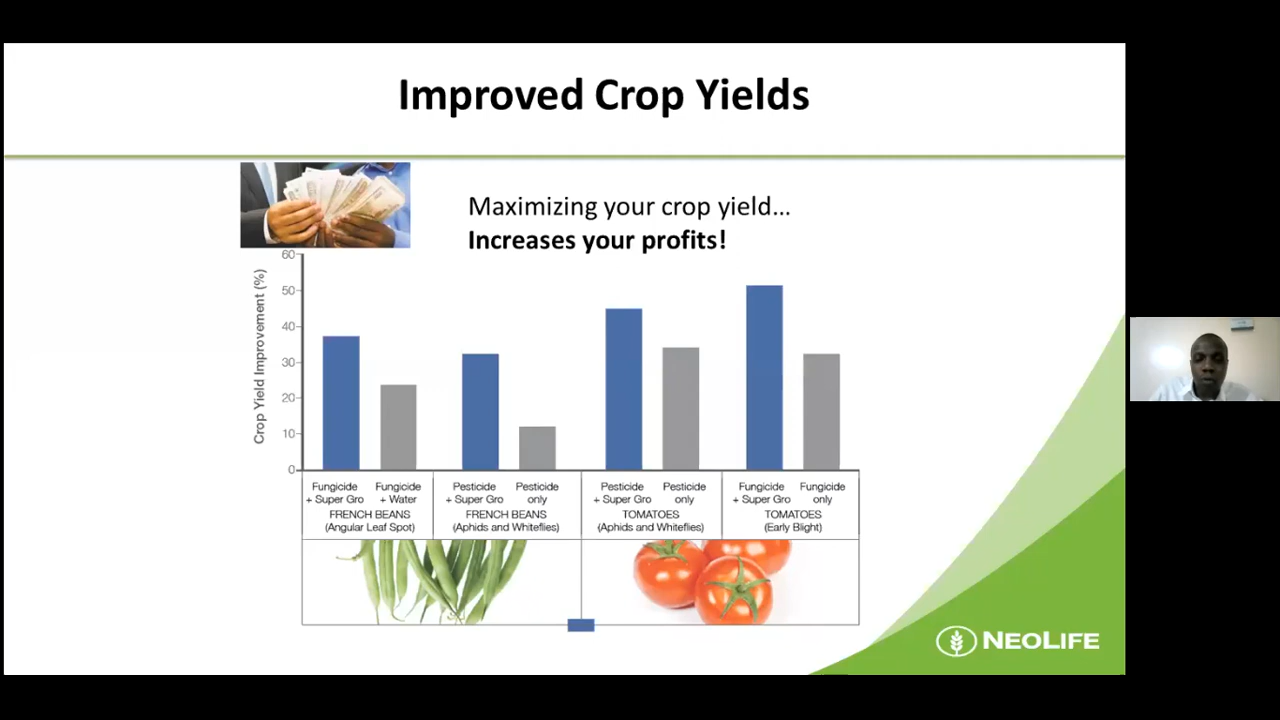 Improved Crop Yields
Maximizing your crop yield...
Increases your profits!
Crop Yield Improvement (%)
60
50
40
30
20
10
0
Fungicide + Super Gro
Fungicide + Water
FRENCH BEANS
(Angular Leaf Spot)
Pesticide + Super Gro
Pesticide only
FRENCH BEANS
(Aphids and Whiteflies)
Pesticide + Super Gro
Pesticide only
TOMATOES
(Aphids and Whiteflies)
Fungicide + Super Gro
Fungicide only
TOMATOES
(Early Blight)
NEOLIFE